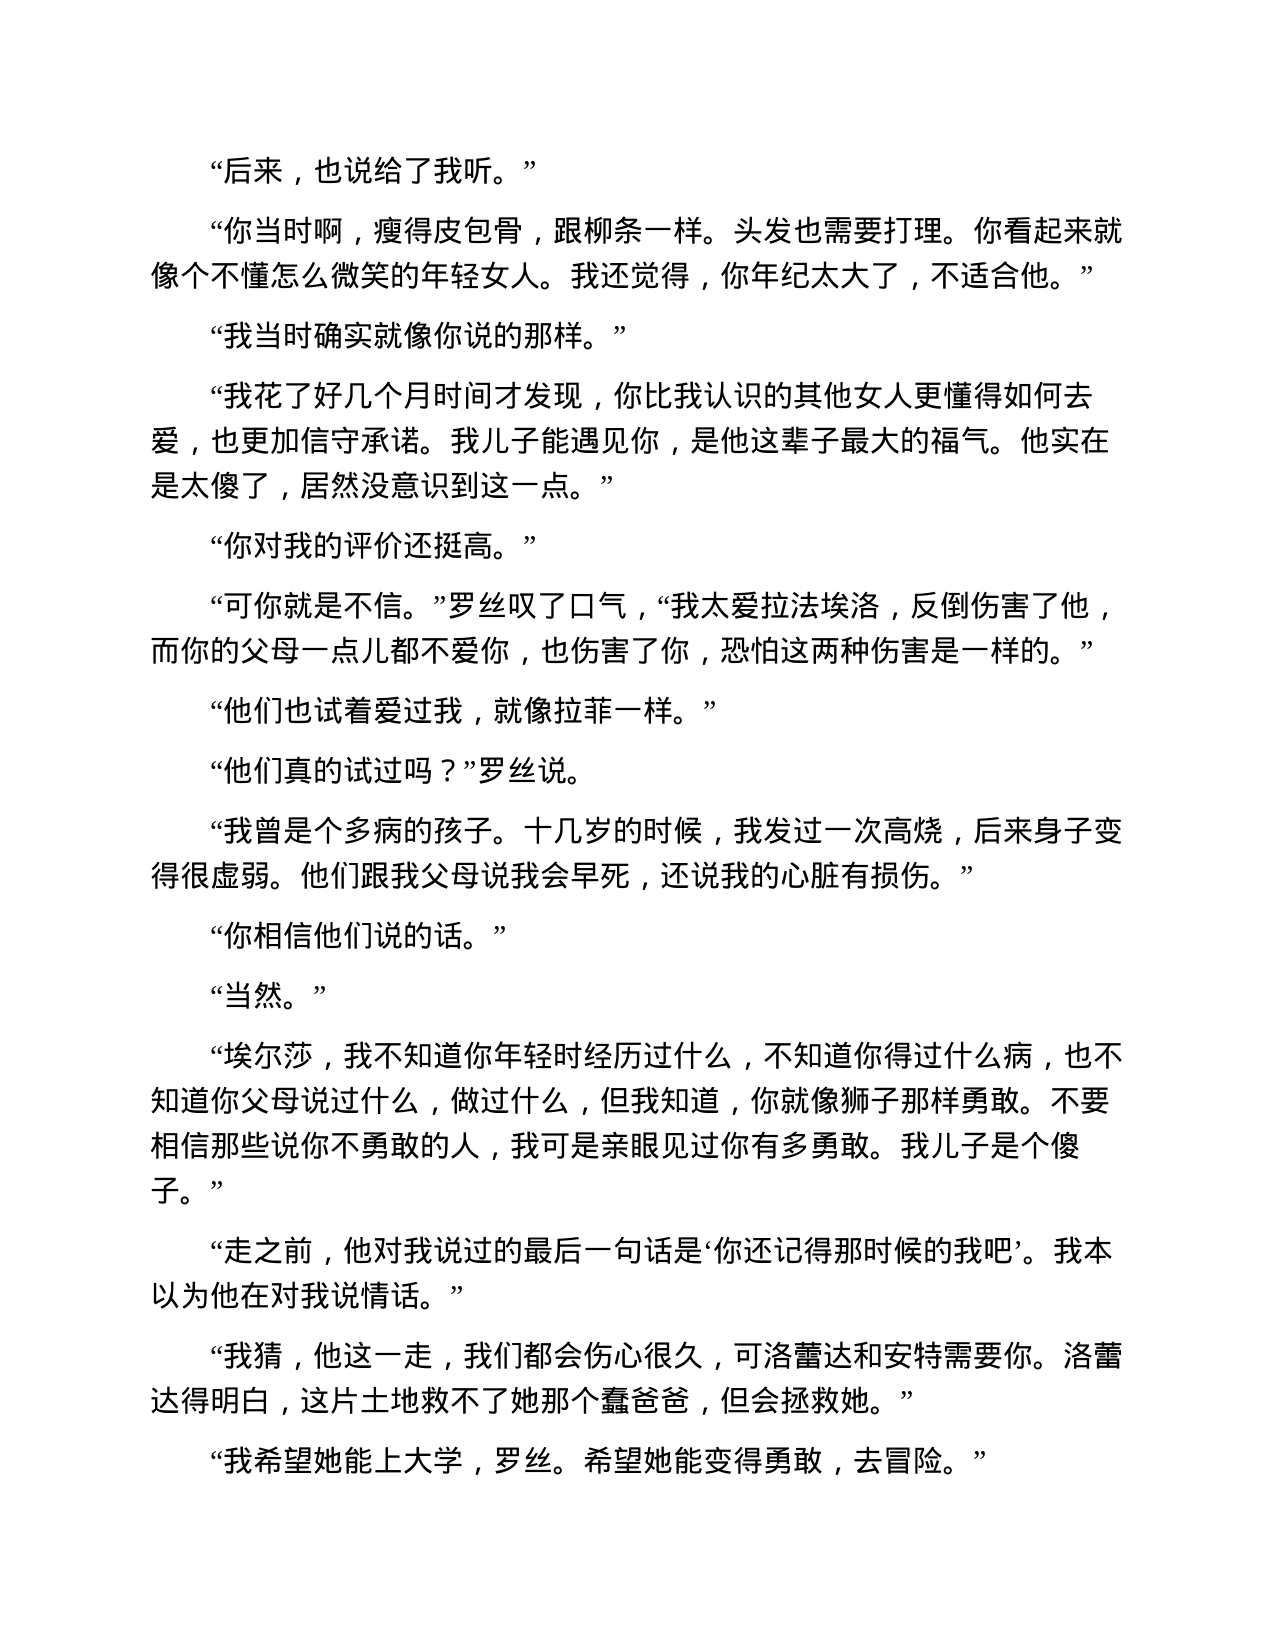 “后来，也说给了我听。”
“你当时啊，瘦得皮包骨，跟柳条一样。头发也需要打理。你看起来就
像个不懂怎么微笑的年轻女人。我还觉得，你年纪太大了，不适合他。”
“我当时确实就像你说的那样。”
“我花了好几个月时间才发现，你比我认识的其他女人更懂得如何去
爱，也更加信守承诺。我儿子能遇见你，是他这辈子最大的福气。他实在
是太傻了，居然没意识到这一点。”
“你对我的评价还挺高。”
“可你就是不信。”罗丝叹了口气，“我太爱拉法埃洛，反倒伤害了他，
而你的父母一点儿都不爱你，也伤害了你，恐怕这两种伤害是一样的。”
“他们也试着爱过我，就像拉菲一样。”
“他们真的试过吗？”罗丝说。
“我曾是个多病的孩子。十几岁的时候，我发过一次高烧，后来身子变
得很虚弱。他们跟我父母说我会早死，还说我的心脏有损伤。”
“你相信他们说的话。”
“当然。”
“埃尔莎，我不知道你年轻时经历过什么，不知道你得过什么病，也不
知道你父母说过什么，做过什么，但我知道，你就像狮子那样勇敢。不要
相信那些说你不勇敢的人，我可是亲眼见过你有多勇敢。我儿子是个傻
子。”
“走之前，他对我说过的最后一句话是‘你还记得那时候的我吧’。我本
以为他在对我说情话。”
“我猜，他这一走，我们都会伤心很久，可洛蕾达和安特需要你。洛蕾
达得明白，这片土地救不了她那个蠢爸爸，但会拯救她。”
“我希望她能上大学，罗丝。希望她能变得勇敢，去冒险。”